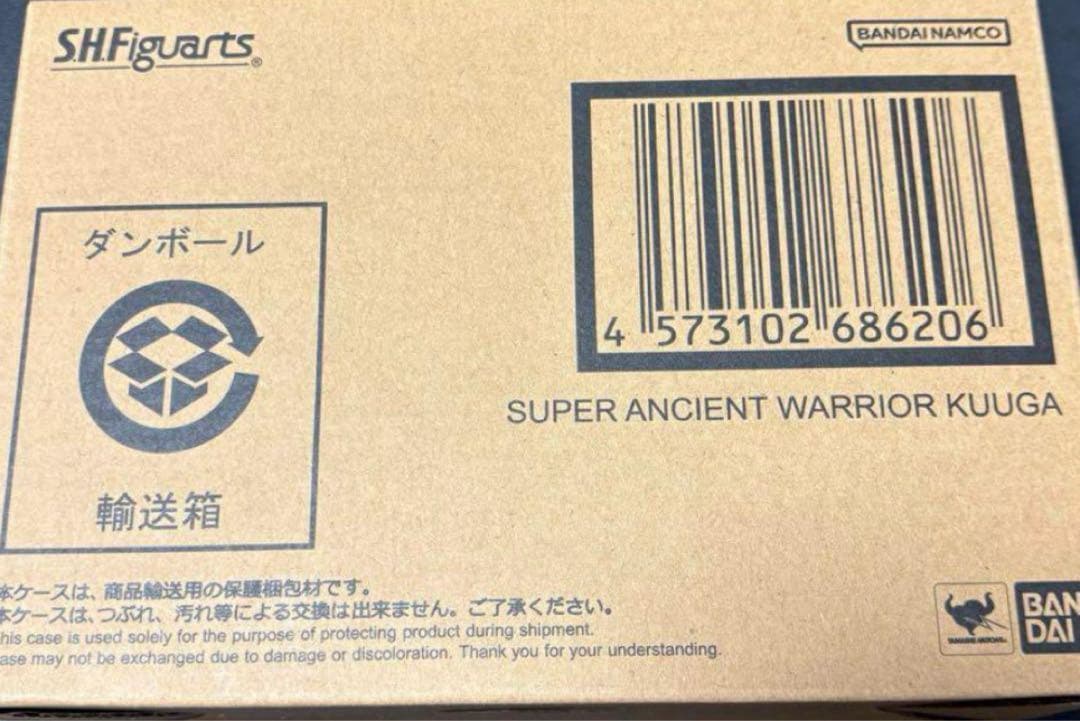 S.H.Figuarts®
BANDAI NAMCO
4 573102 686206
SUPER ANCIENT WARRIOR KUUGA
ダンボール
輸送箱
本ケースは、商品輸送用の保護梱包材です。
本ケースは、つぶれ、汚れ等による交換は出来ません。ご了承ください。
his case is used solely for the purpose of protecting product during shipment.
ase may not be exchanged due to damage or discoloration. Thank you for your understanding.
TAMASHII NATIONS
BAN
DAI